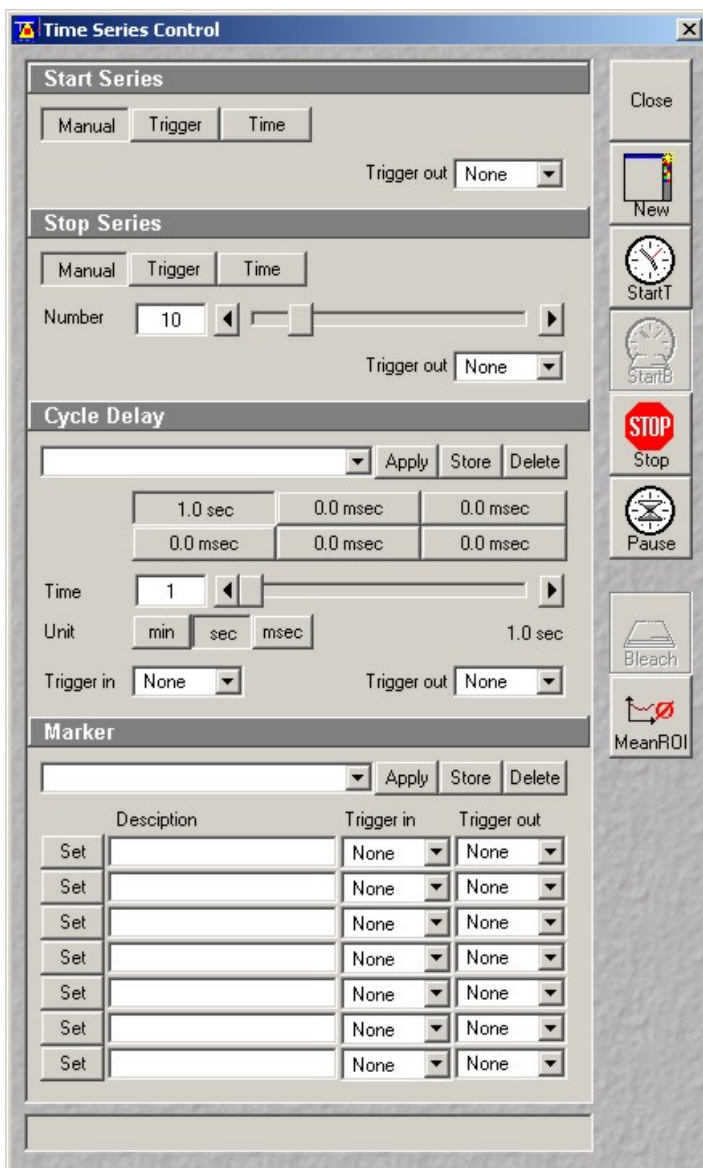 Time Series Control
Start Series
Close
Manual Trigger Time
Trigger out None
New
Stop Series
Manual Trigger Time
StartT
Number 10
Trigger out None
StartB
Cycle Delay
STOP
Apply Store Delete
Stop
1.0 sec 0.0 msec 0.0 msec
0.0 msec 0.0 msec 0.0 msec
Pause
Time 1
Unit min sec msec 1.0 sec
Bleach
Trigger in None Trigger out None
Marker
MeanROI
Apply Store Delete
Desciption Trigger in Trigger out
Set None None
Set None None
Set None None
Set None None
Set None None
Set None None
Set None None